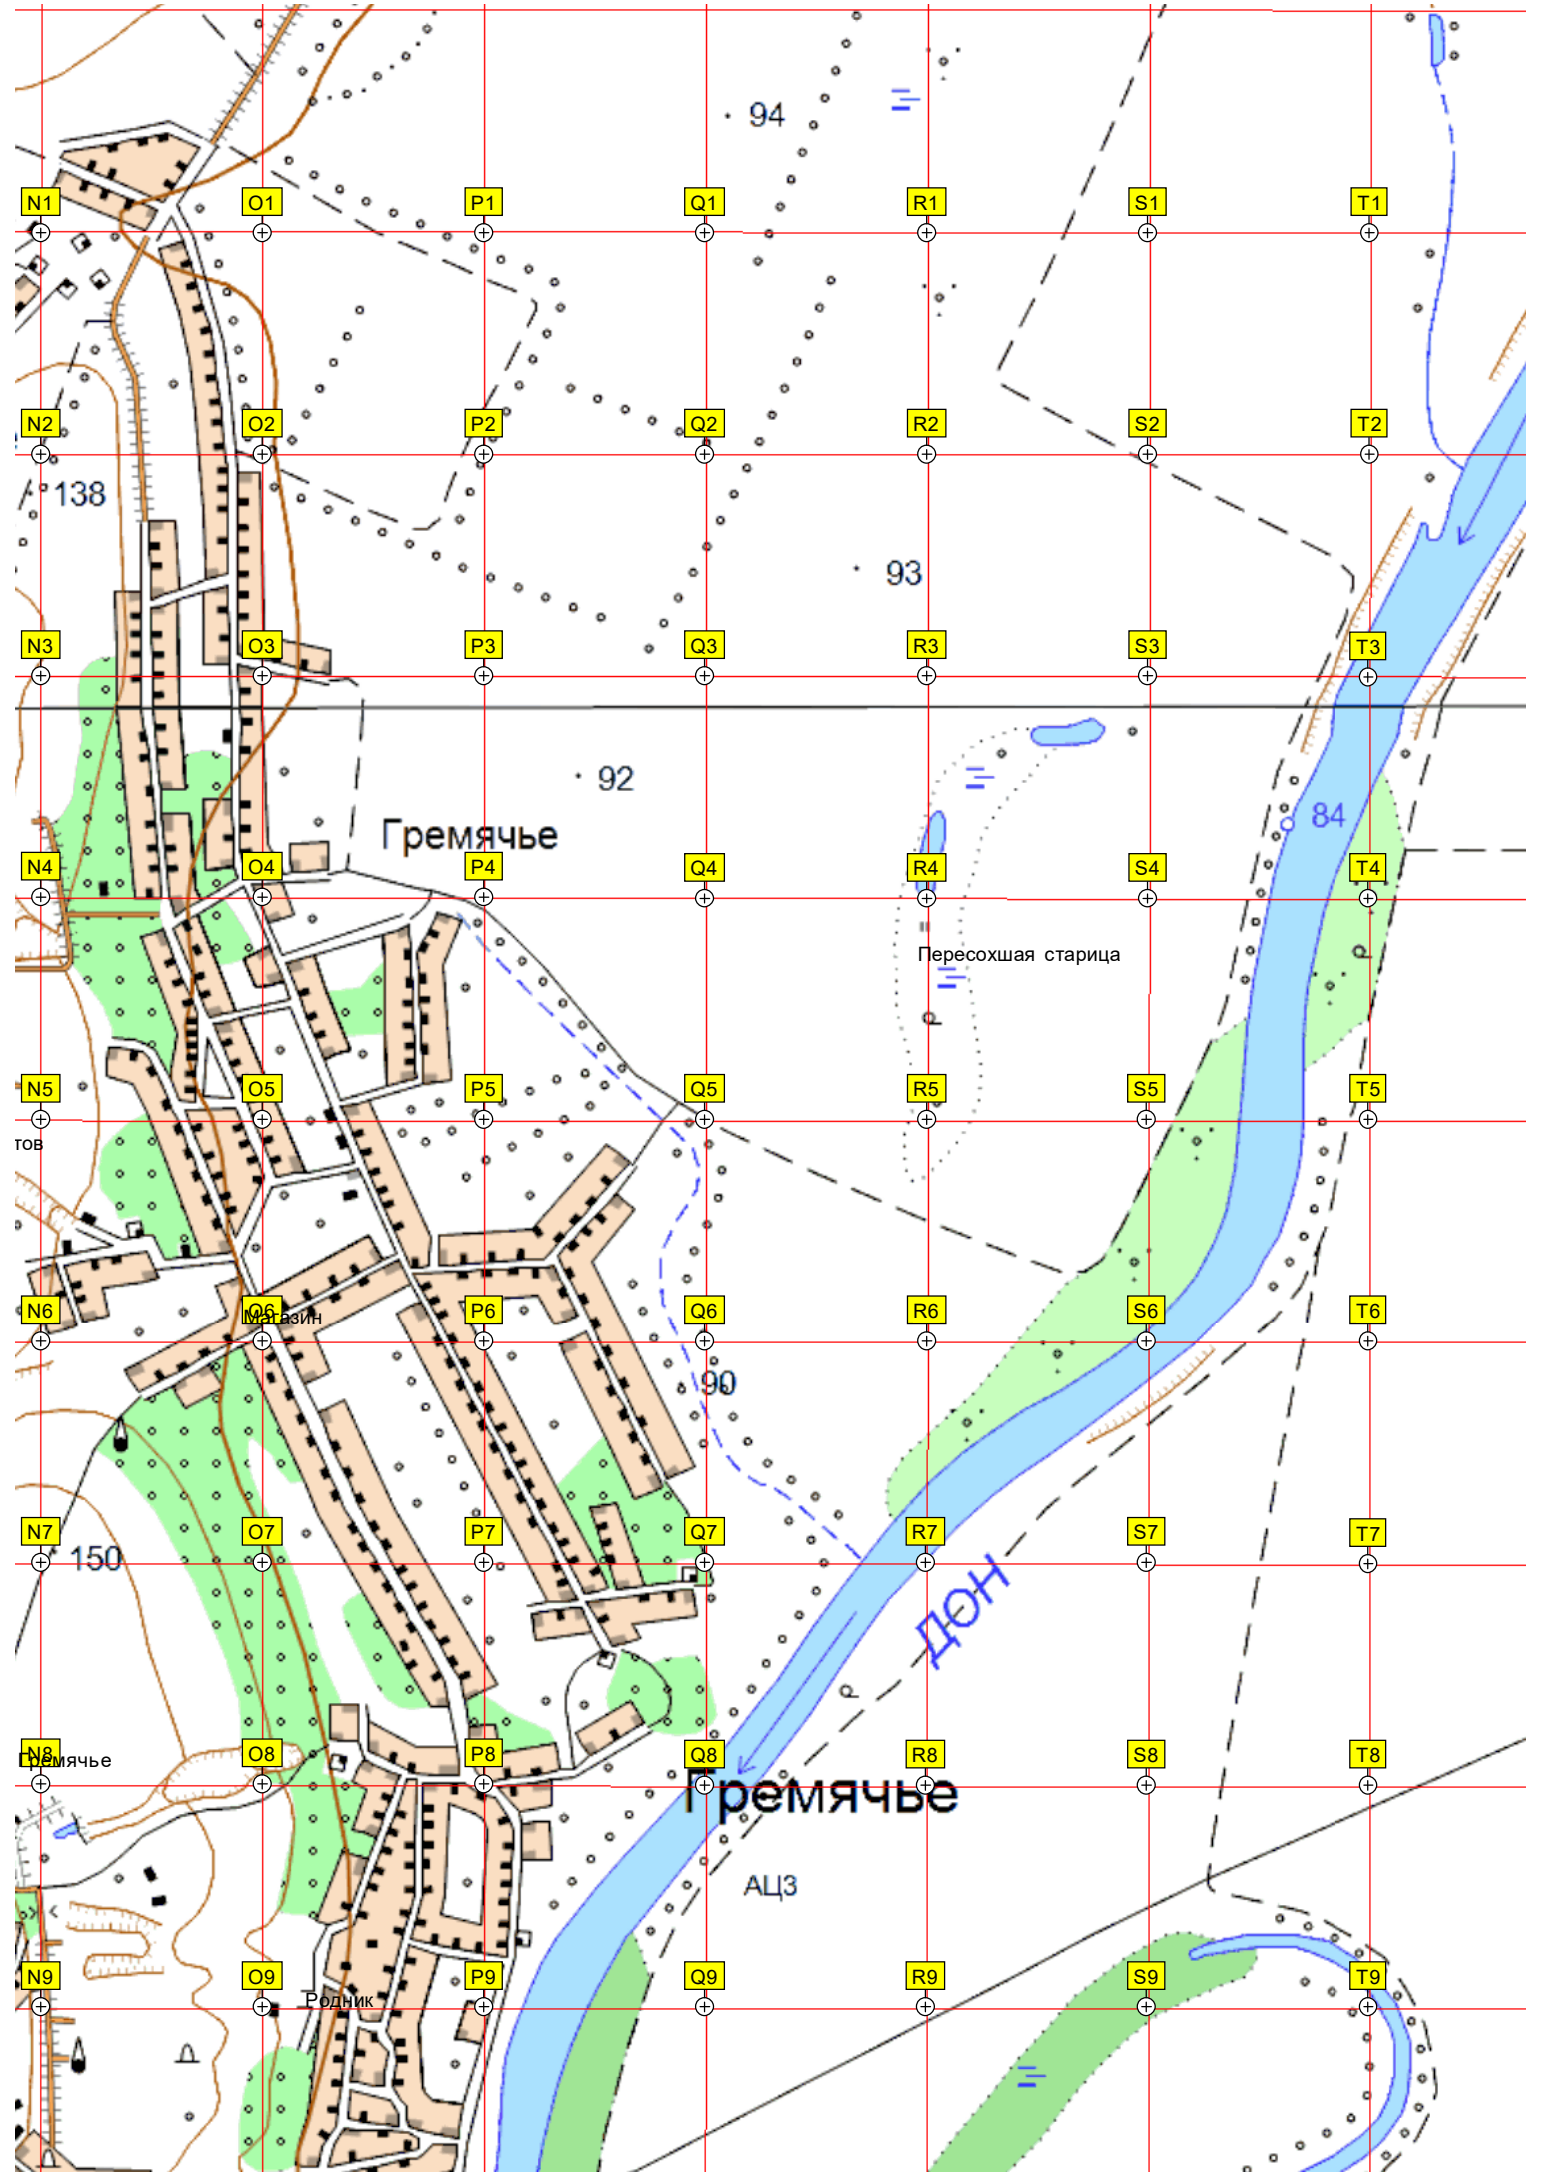 94
N1 O1 P1 Q1 R1 S1 T1
N2 O2 P2 Q2 R2 S2 T2
138
93
N3 O3 P3 Q3 R3 S3 T3
92
84
Гремячье
N4 O4 P4 Q4 R4 S4 T4
Пересохшая старица
N5 O5 P5 Q5 R5 S5 T5
тов
N6 O6 P6 Q6 R6 S6 T6
Магазин
90
N7 O7 P7 Q7 R7 S7 T7
150
ДОН
N8 O8 P8 Q8 R8 S8 T8
Гремячье
Гремячье
АЦЗ
N9 O9 P9 Q9 R9 S9 T9
Родник